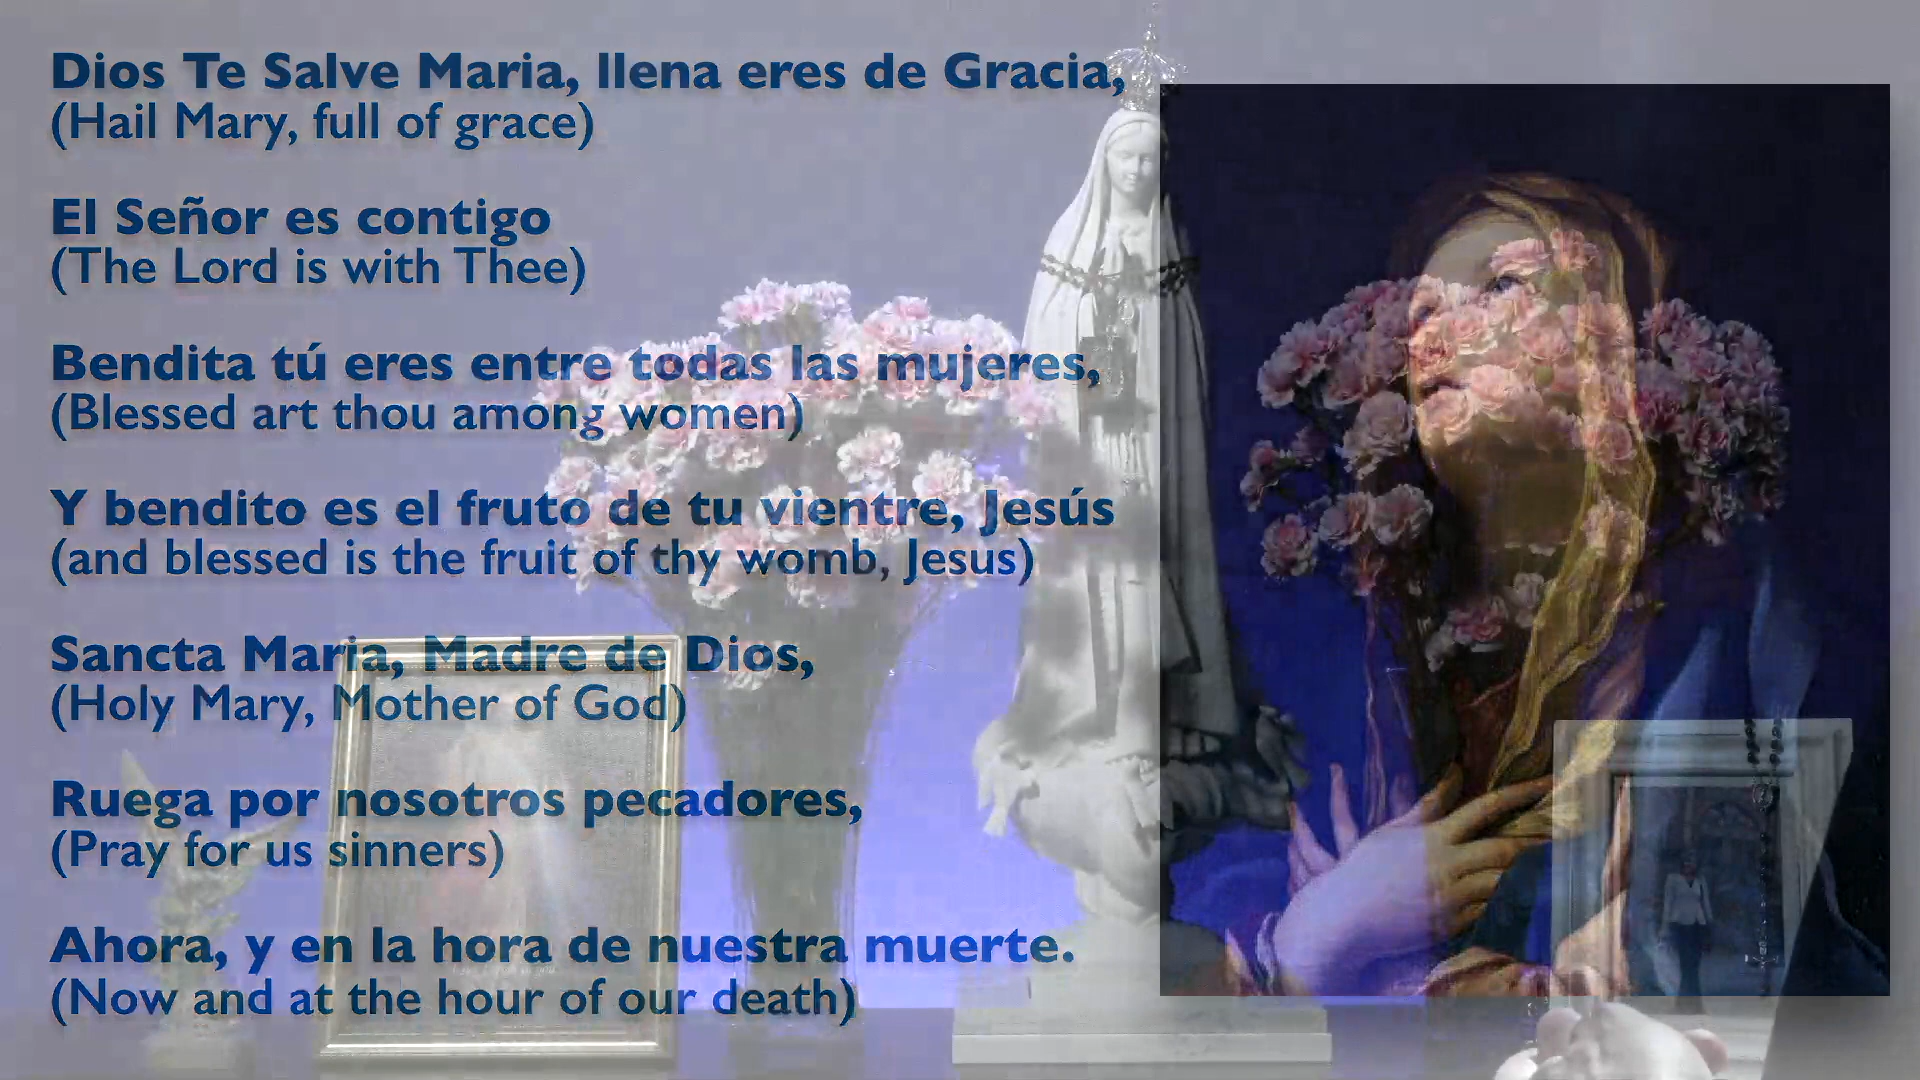 Dios Te Salve Maria, llena eres de Gracia,
(Hail Mary, full of grace)
El Señor es contigo
(The Lord is with Thee)
Bendita tú eres entre todas las mujeres,
(Blessed art thou among women)
Y bendito es el fruto de tu vientre, Jesús
(and blessed is the fruit of thy womb, Jesus)
Sancta Maria, Madre de Dios,
(Holy Mary, Mother of God)
Ruega por nosotros pecadores,
(Pray for us sinners)
Ahora, y en la hora de nuestra muerte.
(Now and at the hour of our death)